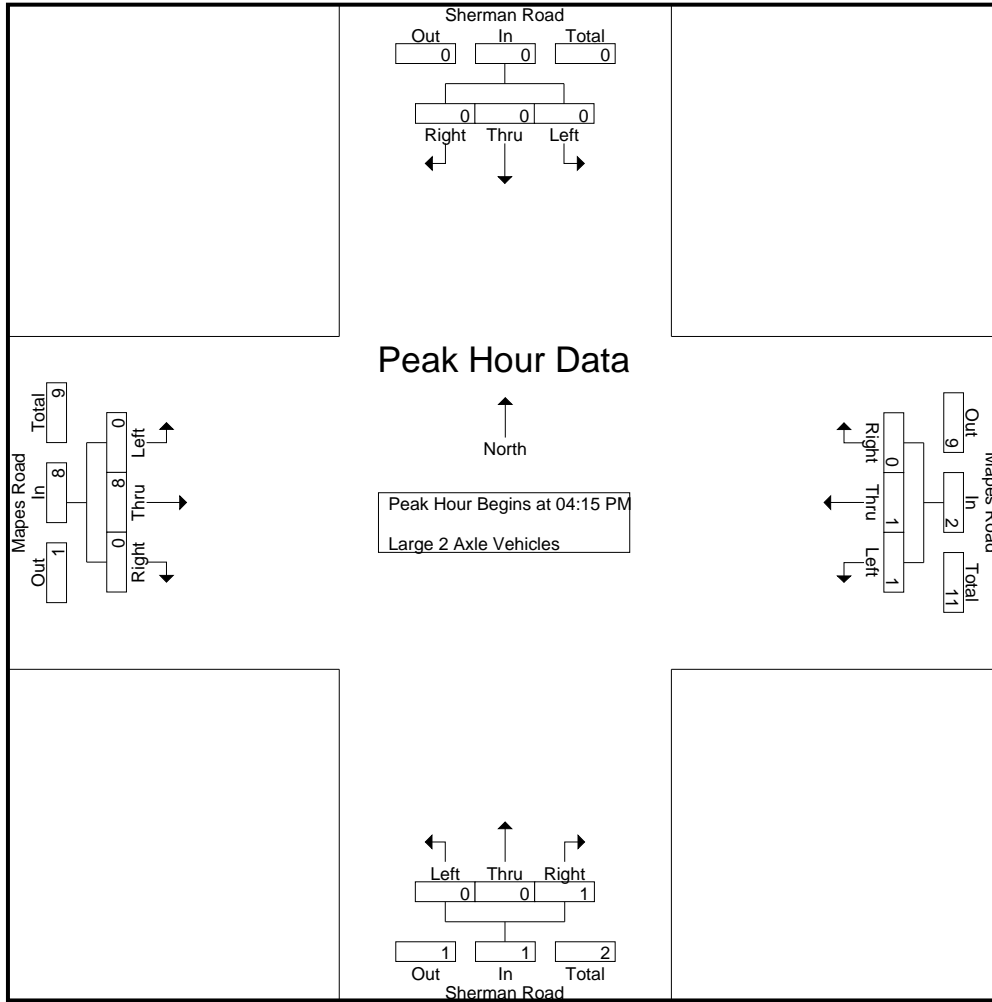 Sherman Road
Out In Total
0 0 0
0 0 0
Right Thru Left
Peak Hour Data
North
Peak Hour Begins at 04:15 PM
Large 2 Axle Vehicles
Mapes Road
Total In Out
9 8 1
0 8 0
Left Thru Right
Right Thru Left
0 1 1
Out In Total
9 2 11
Mapes Road
Left Thru Right
0 0 1
1 1 2
Out In Total
Sherman Road